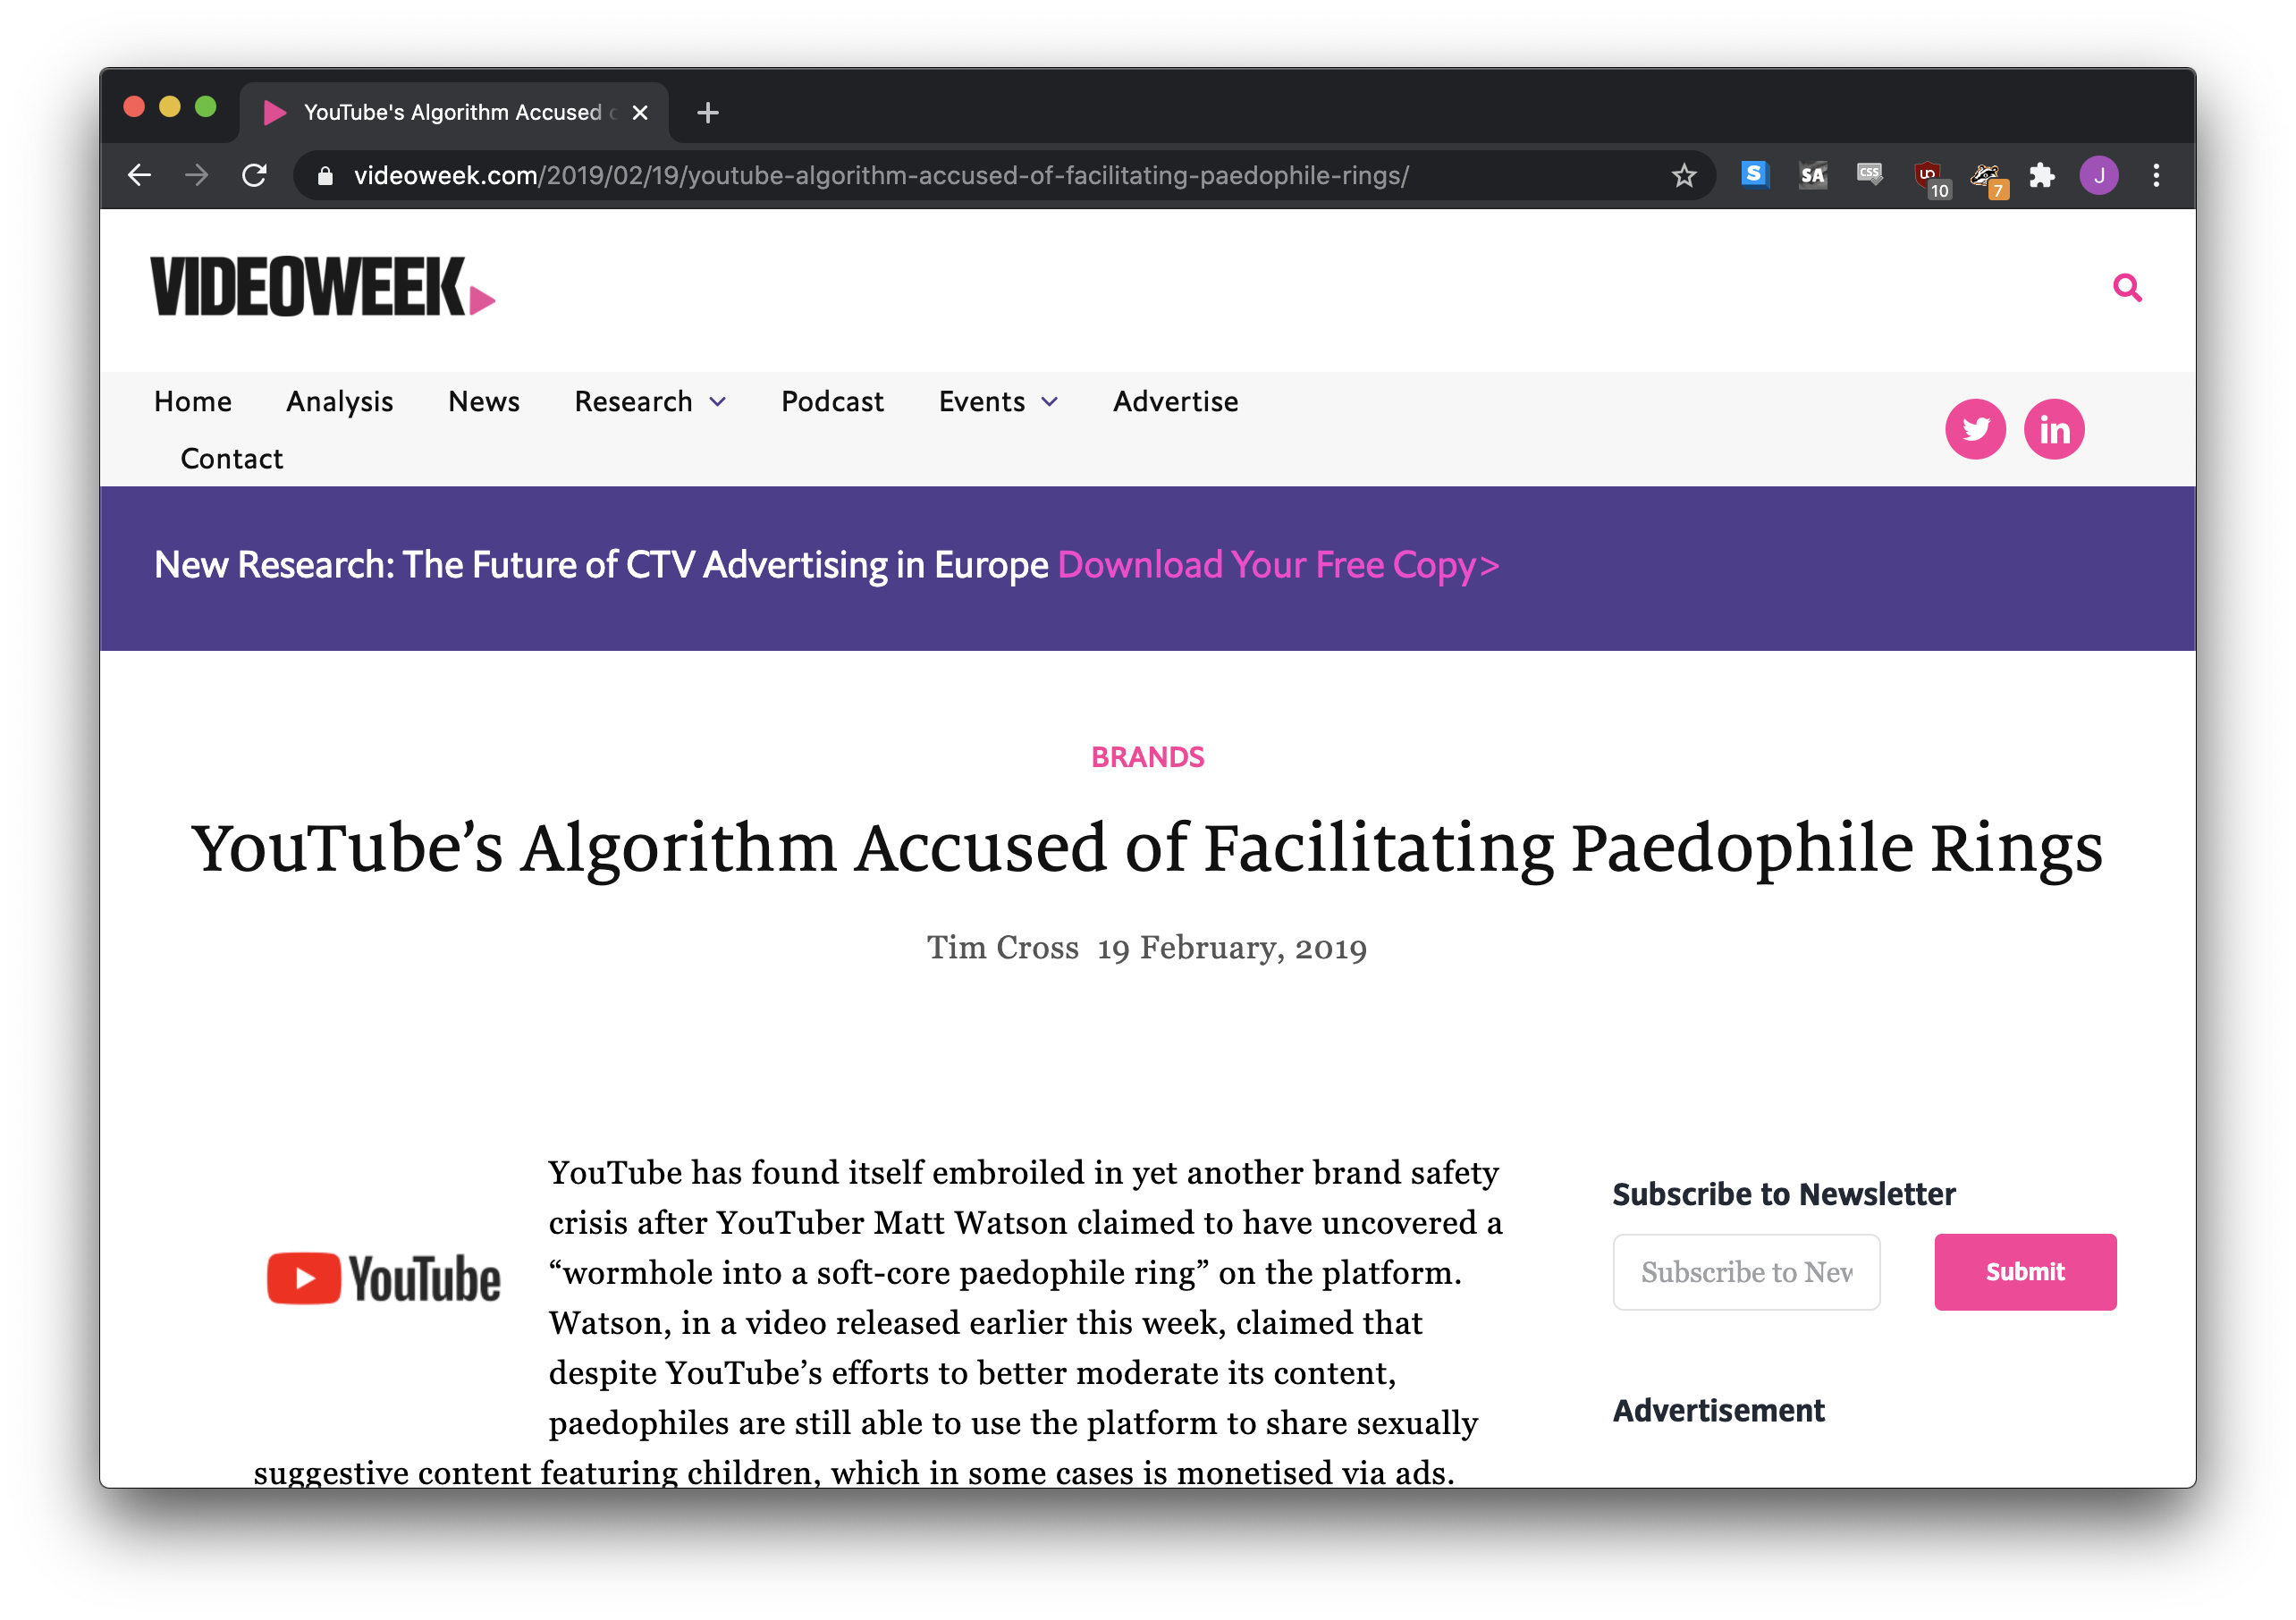 YouTube's Algorithm Accused
videoweek.com/2019/02/19/youtube-algorithm-accused-of-facilitating-paedophile-rings/
S
SA
CSS
10
7
J
VIDEOWEEK
Home Analysis News Research Podcast Events Advertise
Contact
in
New Research: The Future of CTV Advertising in Europe Download Your Free Copy>
BRANDS
YouTube’s Algorithm Accused of Facilitating Paedophile Rings
Tim Cross 19 February, 2019
YouTube
YouTube has found itself embroiled in yet another brand safety
crisis after YouTuber Matt Watson claimed to have uncovered a
“wormhole into a soft-core paedophile ring” on the platform.
Watson, in a video released earlier this week, claimed that
despite YouTube’s efforts to better moderate its content,
paedophiles are still able to use the platform to share sexually
suggestive content featuring children, which in some cases is monetised via ads.
Subscribe to Newsletter
Subscribe to New
Submit
Advertisement